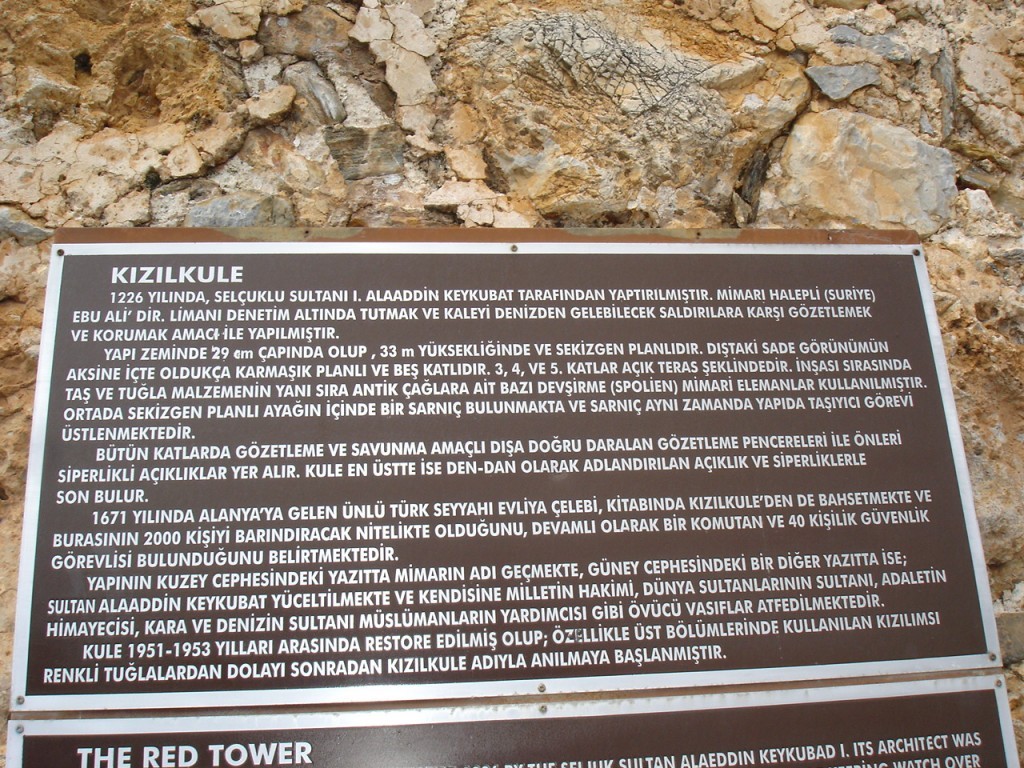 KIZILKULE
1226 YILINDA, SELÇUKLU SULTANI I. ALAADDİN KEYKUBAT TARAFINDAN YAPTIRILMIŞTIR. MİMARI HALEPLİ (SURİYE)
EBU ALİ' DİR. LİMANI DENETİM ALTINDA TUTMAK VE KALEYİ DENİZDEN GELEBİLECEK SALDIRILARA KARŞI GÖZETLEMEK
VE KORUMAK AMACI İLE YAPILMIŞTIR.
YAPI ZEMİNDE 29 cm ÇAPINDA OLUP , 33 m YÜKSEKLİĞİNDE VE SEKİZGEN PLANLIDIR. DIŞTAKİ SADE GÖRÜNÜMÜN
AKSİNE İÇTE OLDUKÇA KARMAŞIK PLANLI VE BEŞ KATLIDIR. 3, 4, VE 5. KATLAR AÇIK TERAS ŞEKLİNDEDİR. İNŞASI SIRASINDA
TAŞ VE TUĞLA MALZEMENİN YANI SIRA ANTİK ÇAĞLARA AİT BAZI DEVŞİRME (SPOLİEN) MİMARİ ELEMANLAR KULLANILMIŞTIR.
ORTADA SEKİZGEN PLANLI AYAĞIN İÇİNDE BİR SARNIÇ BULUNMAKTA VE SARNIÇ AYNI ZAMANDA YAPIDA TAŞIYICI GÖREVİ
ÜSTLENMEKTEDİR.
BÜTÜN KATLARDA GÖZETLEME VE SAVUNMA AMAÇLI DIŞA DOĞRU DARALAN GÖZETLEME PENCERELERİ İLE ÖNLERİ
SİPERLİKLİ AÇIKLIKLAR YER ALIR. KULE EN ÜSTTE İSE DEN-DAN OLARAK ADLANDIRILAN AÇIKLIK VE SİPERLİKLERLE
SON BULUR.
1671 YILINDA ALANYA'YA GELEN ÜNLÜ TÜRK SEYYAHI EVLİYA ÇELEBİ, KİTABINDA KIZILKULE'DEN DE BAHSETMEKTE VE
BURASININ 2000 KİŞİYİ BARINDIRACAK NİTELİKTE OLDUĞUNU, DEVAMLI OLARAK BİR KOMUTAN VE 40 KİŞİLİK GÜVENLİK
GÖREVLİSİ BULUNDUĞUNU BELİRTMEKTEDİR.
YAPININ KUZEY CEPHESİNDEKİ YAZITTA MİMARIN ADI GEÇMEKTE, GÜNEY CEPHESİNDEKİ BİR DİĞER YAZITTA İSE;
SULTAN ALAADDİN KEYKUBAT YÜCELTİLMEKTE VE KENDİSİNE MİLLETİN HAKİMİ, DÜNYA SULTANLARININ SULTANI, ADALETİN
HİMAYECİSİ, KARA VE DENİZİN SULTANI MÜSLÜMANLARIN YARDIMCISI GİBİ ÖVÜCÜ VASIFLAR ATFEDİLMEKTEDİR.
KULE 1951-1953 YILLARI ARASINDA RESTORE EDİLMİŞ OLUP; ÖZELLİKLE ÜST BÖLÜMLERİNDE KULLANILAN KIZILIMSI
RENKLİ TUĞLALARDAN DOLAYI SONRADAN KIZILKULE ADIYLA ANILMAYA BAŞLANMIŞTIR.
THE RED TOWER
BY THE SELJUK SULTAN ALAEDDIN KEYKUBAD I. ITS ARCHITECT WAS
WATCH OVER